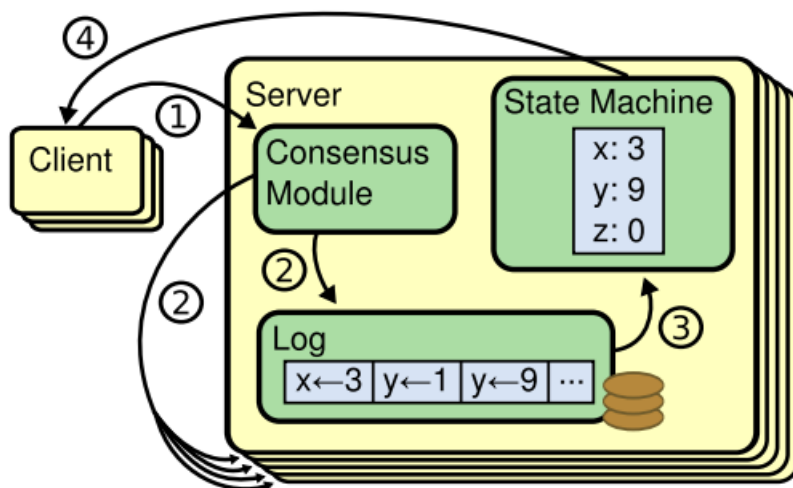 ④
①
Server
State Machine
Client
Consensus
Module
x: 3
y: 9
z: 0
②
②
③
Log
x←3 y←1 y←9 ...